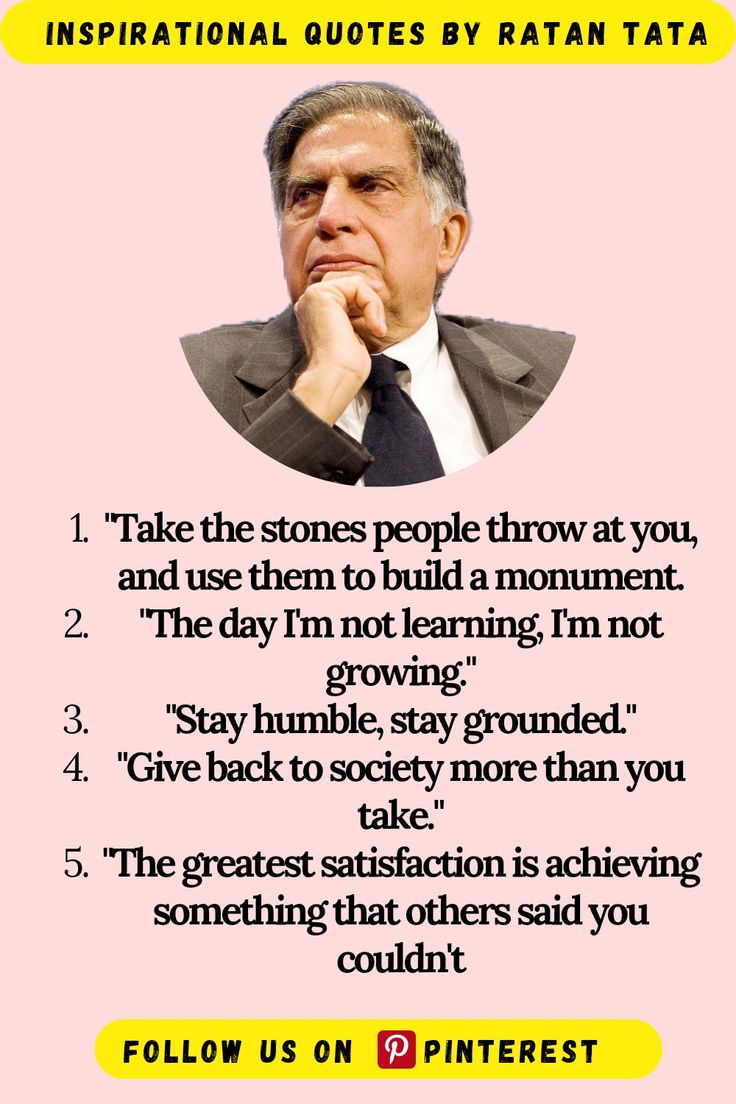 INSPIRATIONAL QUOTES BY RATAN TATA
1. "Take the stones people throw at you,
and use them to build a monument.
2. "The day I'm not learning, I'm not
growing."
3. "Stay humble, stay grounded."
4. "Give back to society more than you
take."
5. "The greatest satisfaction is achieving
something that others said you
couldn't
FOLLOW US ON PINTEREST